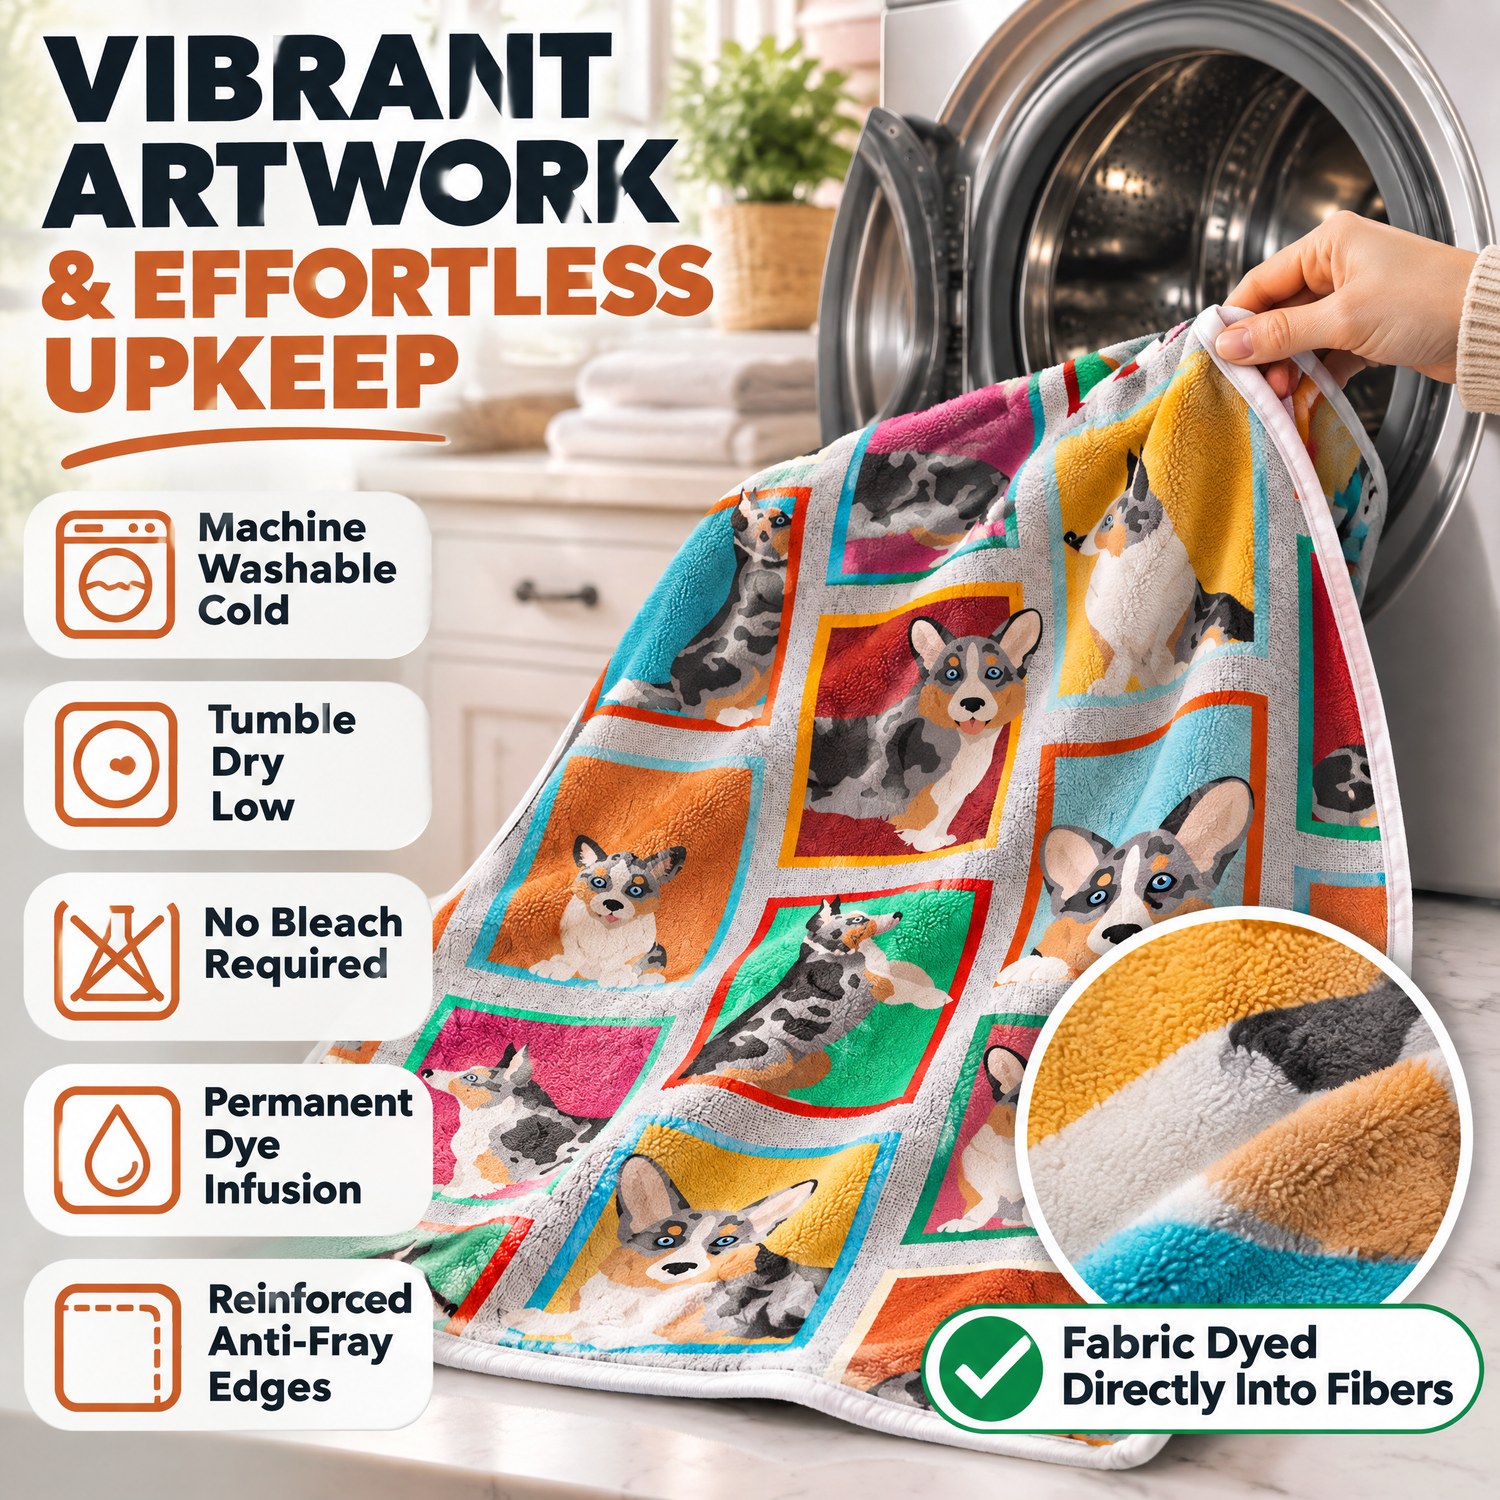 VIBRANT
ARTWORK
& EFFORTLESS
UPKEEP
Machine
Washable
Cold
Tumble
Dry
Low
No Bleach
Required
Permanent
Dye
Infusion
Reinforced
Anti-Fray
Edges
Fabric Dyed
Directly Into Fibers